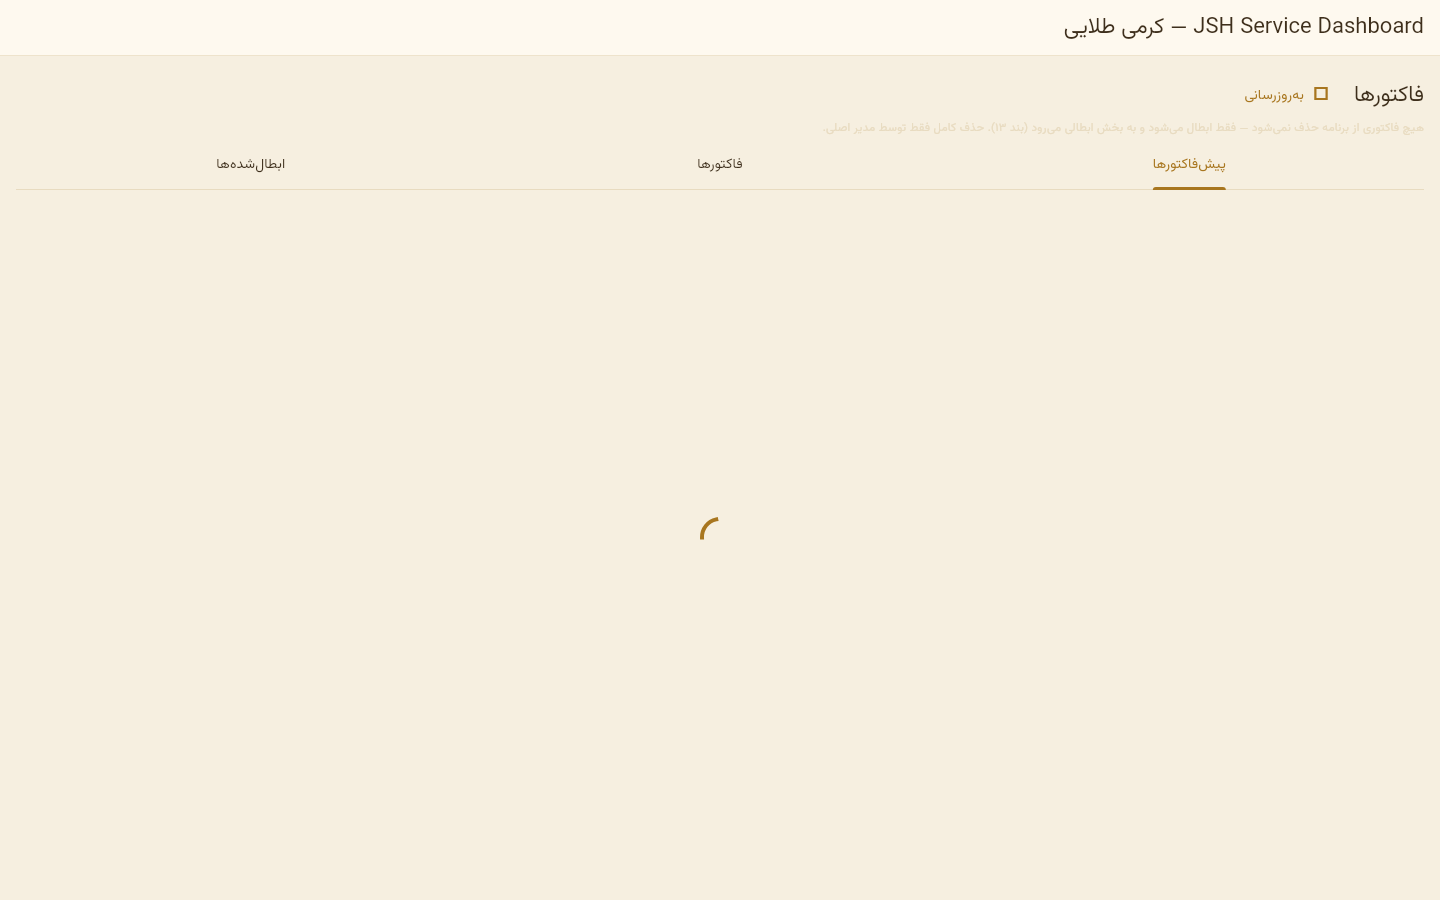 JSH Service Dashboard — کرمی طلایی
فاکتورها
به‌روزرسانی
هیچ فاکتوری از برنامه حذف نمی‌شود — فقط ابطال می‌شود و به بخش ابطالی می‌رود (بند ۱۳). حذف کامل فقط توسط مدیر اصلی.
پیش‌فاکتورها
فاکتورها
ابطال‌شده‌ها